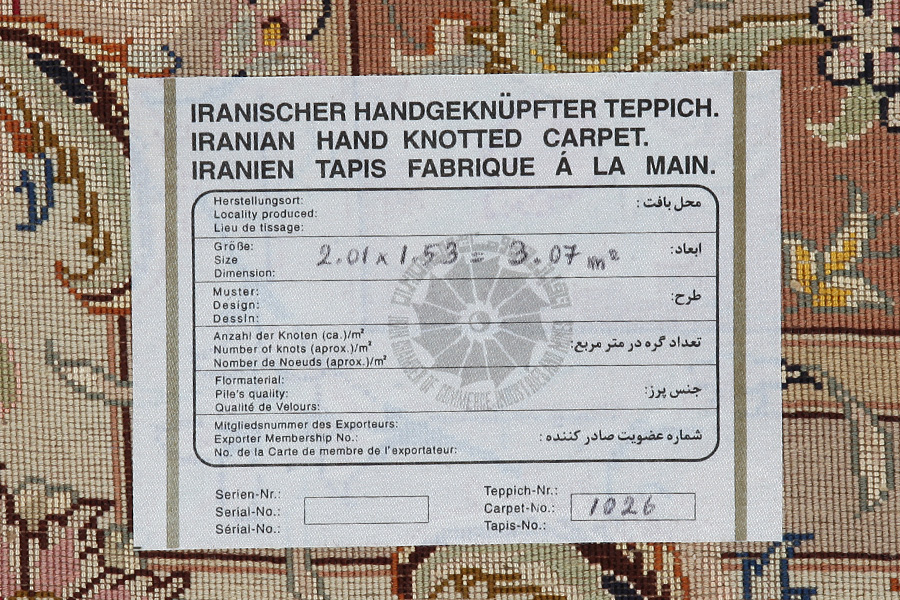 IRANISCHER HANDGEKNÜPFTER TEPPICH.
IRANIAN HAND KNOTTED CARPET.
IRANIEN TAPIS FABRIQUE Á LA MAIN.
Herstellungsort:
Locality produced:
Lieu de tissage:
محل بافت :
Größe:
Size
Dimension:
2.01 x 1.53 = 3.07 m²
ابعاد:
Muster:
Design:
Dessin:
طرح:
Anzahl der Knoten (ca.)/m²
Number of knots (aprox.)/m²
Nomber de Noeuds (aprox.)/m²
تعداد گره در متر مربع:
Flormaterial:
Pile's quality:
Qualité de Velours:
جنس پرز:
Mitgliedsnummer des Exporteurs:
Exporter Membership No.:
No. de la Carte de membre de l'exportateur:
شماره عضویت صادر کننده :
Serien-Nr.:
Serial-No.:
Sérial-No.:
Teppich-Nr.:
Carpet-No.:
Tapis-No.:
1026